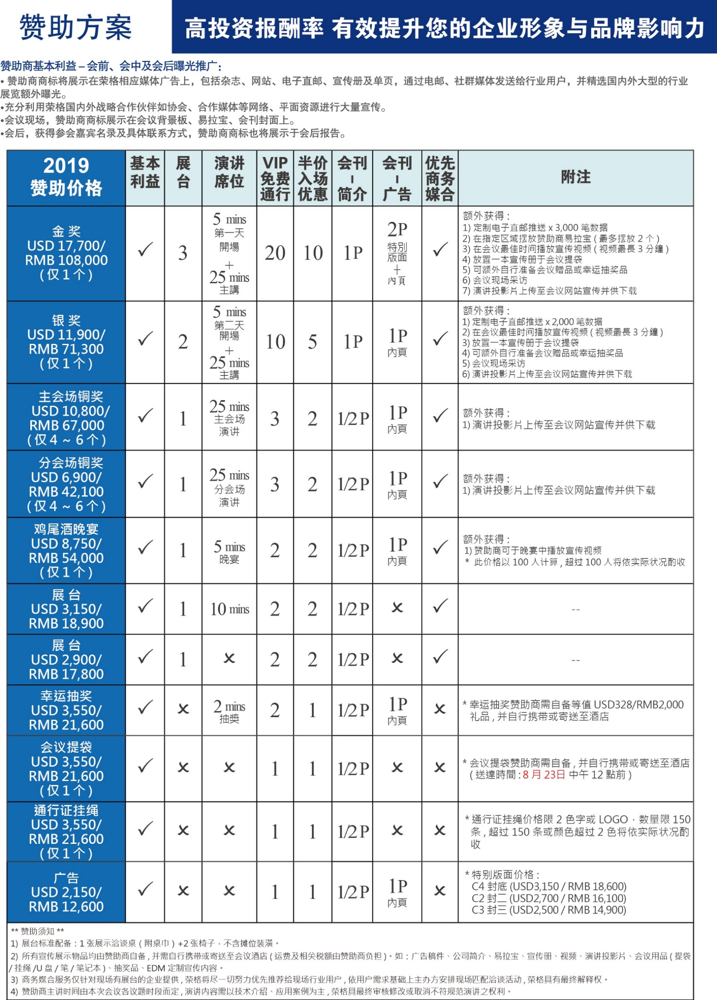 赞助方案
高投资报酬率 有效提升您的企业形象与品牌影响力
赞助商基本利益 – 会前、会中及会后曝光推广：
• 赞助商商标将展示在荣格相应媒体广告上，包括杂志、网站、电子直邮、宣传册及单页，通过电邮、社群媒体发送给行业用户，并精选国内外大型的行业
展览额外曝光。
•充分利用荣格国内外战略合作伙伴如协会、合作媒体等网络、平面资源进行大量宣传。
•会议现场，赞助商商标展示在会议背景板、易拉宝、会刊封面上。
•会后，获得参会嘉宾名录及具体联系方式，赞助商商标也将展示于会后报告。
2019
赞助价格
基本
利益
展
台
演讲
席位
VIP
免费
通行
半价
入场
优惠
会刊
-
简介
会刊
-
广告
优先
商务
媒合
附注
金 奖
USD 17,700/
RMB 108,000
( 仅 1 个 )
✓
3
5 mins
第一天
開場
+
25 mins
主講
20
10
1P
2P
特別
版面
+
內頁
✓
额外获得 :
1) 定制电子直邮推送 x 3,000 笔数据
2) 在指定区域摆放赞助商易拉宝 ( 最多摆放 2 个 )
3) 在会议最佳时间播放宣传视频 ( 视频最長 3 分鐘 )
4) 放置一本宣传册于会议提袋
5) 可额外自行准备会议赠品或幸运抽奖品
6) 会议现场采访
7) 演讲投影片上传至会议网站宣传并供下载
银 奖
USD 11,900/
RMB 71,300
( 仅 1 个 )
✓
2
5 mins
第二天
開場
+
25 mins
主講
10
5
1P
1P
內頁
✓
额外获得 :
1) 定制电子直邮推送 x 2,000 笔数据
2) 在会议最佳时间播放宣传视频 ( 视频最長 3 分鐘 )
3) 放置一本宣传册于会议提袋
4) 可额外自行准备会议赠品或幸运抽奖品
5) 会议现场采访
6) 演讲投影片上传至会议网站宣传并供下载
主会场铜奖
USD 10,800/
RMB 67,000
( 仅 4 ~ 6 个 )
✓
1
25 mins
主会场
演讲
3
2
1/2 P
1P
內頁
✓
额外获得 :
1) 演讲投影片上传至会议网站宣传并供下载
分会场铜奖
USD 6,900/
RMB 42,100
( 仅 4 ~ 6 个 )
✓
1
25 mins
分会场
演讲
3
2
1/2 P
1P
內頁
✓
额外获得 :
1) 演讲投影片上传至会议网站宣传并供下载
鸡尾酒晚宴
USD 8,750/
RMB 54,000
( 仅 1 个 )
✓
1
5 mins
晚宴
2
2
1/2 P
1P
內頁
✓
额外获得 :
1) 赞助商可于晚宴中播放宣传视频
* 此价格以 100 人计算 , 超过 100 人将依实际状况酌收
展 台
USD 3,150/
RMB 18,900
✓
1
10 mins
2
2
1/2 P
✗
✓
--
展 台
USD 2,900/
RMB 17,800
✓
1
✗
2
2
1/2 P
✗
✓
--
幸运抽奖
USD 3,550/
RMB 21,600
✓
✗
2 mins
抽獎
2
1
1/2 P
1P
內頁
✗
* 幸运抽奖赞助商需自备等值 USD328/RMB2,000
礼品 , 并自行携带或寄送至酒店
会议提袋
USD 3,550/
RMB 21,600
( 仅 1 个 )
✓
✗
✗
1
1
1/2 P
✗
✗
* 会议提袋赞助商需自备 , 并自行携带或寄送至酒店
( 送達時間 : 8 月 23日 中午 12 點前 )
通行证挂绳
USD 3,550/
RMB 21,600
( 仅 1 个 )
✓
✗
✗
1
1
1/2 P
✗
✗
* 通行证挂绳价格限 2 色字或 LOGO，数量限 150
条 , 超过 150 条或颜色超过 2 色将依实际状况酌
收
广告
USD 2,150/
RMB 12,600
✓
✗
✗
1
1
1/2 P
1P
內頁
✗
* 特别版面价格 :
C4 封底 (USD3,150 / RMB 18,600)
C2 封二 (USD2,700 / RMB 16,100)
C3 封三 (USD2,500 / RMB 14,900)
** 赞助须知 **
1) 展台标准配备：1 张展示洽谈桌 ( 附桌巾 ) +2 张椅子，不含摊位装潢。
2) 所有宣传展示物品均由赞助商自备 , 并需自行携带或寄送至会议酒店 ( 运费及相关税额由赞助商负担 )。如：广告稿件、公司简介、易拉宝、宣传册、视频、演讲投影片、会议用品 ( 提袋
/ 挂绳 /U 盘 / 笔 / 笔记本 )、抽奖品、EDM 定制宣传内容。
3) 商务媒合服务仅针对现场有展台的企业提供 , 荣格将尽一切努力优先推荐给现场行业用户 , 依用户需求基础上主办方安排现场匹配洽谈活动 , 荣格具有最终解释权。
4) 赞助商主讲时间由本次会议各议题时段而定 , 演讲内容需以技术介绍、应用案例为主 , 荣格具最终审核修改或取消不符规范演讲之权利。